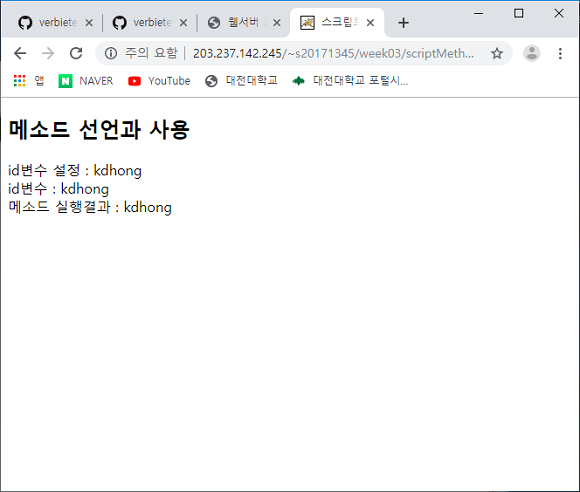 verbiete
verbiete
웹서버
스크립트
주의 요함
203.237.142.245/~s20171345/week03/scriptMeth...
앱
NAVER
YouTube
대전대학교
대전대학교 포털시...
메소드 선언과 사용
id변수 설정 : kdhong
id변수 : kdhong
메소드 실행결과 : kdhong